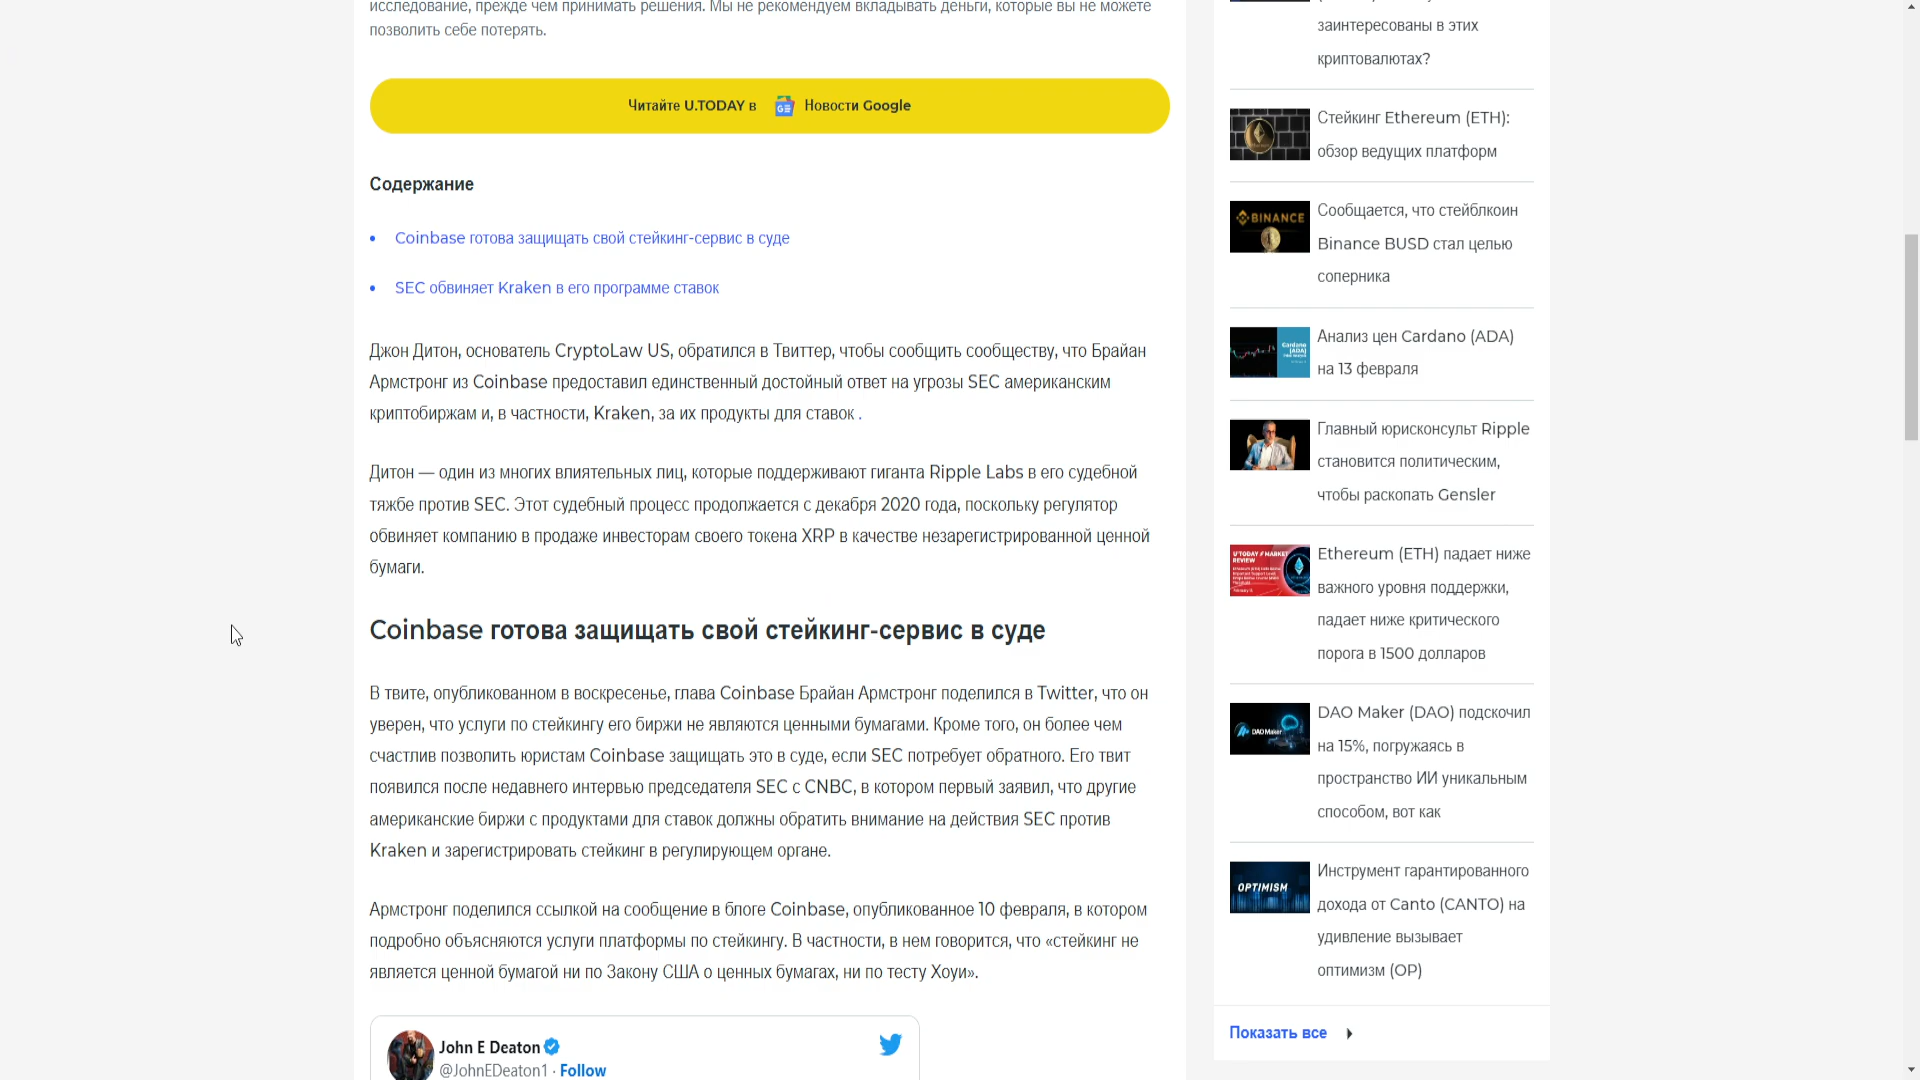 исследование, прежде чем принимать решения. Мы не рекомендуем вкладывать деньги, которые вы не можете
позволить себе потерять.
Читайте U.TODAY в Новости Google
Содержание
Coinbase готова защищать свой стейкинг-сервис в суде
SEC обвиняет Kraken в его программе ставок
Джон Дитон, основатель CryptoLaw US, обратился в Твиттер, чтобы сообщить сообществу, что Брайан
Армстронг из Coinbase предоставил единственный достойный ответ на угрозы SEC американским
криптобиржам и, в частности, Kraken, за их продукты для ставок .
Дитон — один из многих влиятельных лиц, которые поддерживают гиганта Ripple Labs в его судебной
тяжбе против SEC. Этот судебный процесс продолжается с декабря 2020 года, поскольку регулятор
обвиняет компанию в продаже инвесторам своего токена XRP в качестве незарегистрированной ценной
бумаги.
Coinbase готова защищать свой стейкинг-сервис в суде
В твите, опубликованном в воскресенье, глава Coinbase Брайан Армстронг поделился в Twitter, что он
уверен, что услуги по стейкингу его биржи не являются ценными бумагами. Кроме того, он более чем
счастлив позволить юристам Coinbase защищать это в суде, если SEC потребует обратного. Его твит
появился после недавнего интервью председателя SEC с CNBC, в котором первый заявил, что другие
американские биржи с продуктами для ставок должны обратить внимание на действия SEC против
Kraken и зарегистрировать стейкинг в регулирующем органе.
Армстронг поделился ссылкой на сообщение в блоге Coinbase, опубликованное 10 февраля, в котором
подробно объясняются услуги платформы по стейкингу. В частности, в нем говорится, что «стейкинг не
является ценной бумагой ни по Закону США о ценных бумагах, ни по тесту Хоуи».
John E Deaton
@JohnEDeaton1 · Follow
заинтересованы в этих
криптовалютах?
Стейкинг Ethereum (ETH):
обзор ведущих платформ
BINANCE
Сообщается, что стейблкоин
Binance BUSD стал целью
соперника
Cardano
(ADA)
Анализ цен Cardano (ADA)
на 13 февраля
Главный юрисконсульт Ripple
становится политическим,
чтобы раскопать Gensler
U.TODAY MARKET
REVIEW
Ethereum (ETH) падает ниже
важного уровня поддержки,
падает ниже критического
порога в 1500 долларов
DAO Maker
DAO Maker (DAO) подскочил
на 15%, погружаясь в
пространство ИИ уникальным
способом, вот как
OPTIMISM
Инструмент гарантированного
дохода от Canto (CANTO) на
удивление вызывает
оптимизм (OP)
Показать все